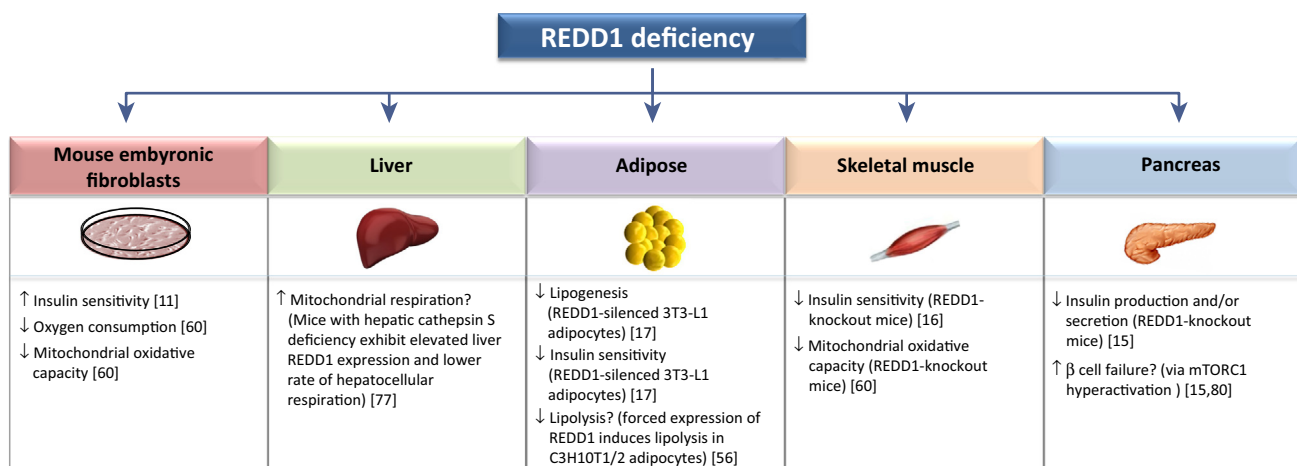 REDD1 deficiency
Mouse embyronic
fibroblasts
Liver
Adipose
Skeletal muscle
Pancreas
↑ Insulin sensitivity [11]
↓ Oxygen consumption [60]
↓ Mitochondrial oxidative
capacity [60]
↑ Mitochondrial respiration?
(Mice with hepatic cathepsin S
deficiency exhibit elevated liver
REDD1 expression and lower
rate of hepatocellular
respiration) [77]
↓ Lipogenesis
(REDD1-silenced 3T3-L1
adipocytes) [17]
↓ Insulin sensitivity
(REDD1-silenced 3T3-L1
adipocytes) [17]
↓ Lipolysis? (forced expression of
REDD1 induces lipolysis in
C3H10T1/2 adipocytes) [56]
↓ Insulin sensitivity (REDD1-
knockout mice) [16]
↓ Mitochondrial oxidative
capacity (REDD1-knockout
mice) [60]
↓ Insulin production and/or
secretion (REDD1-knockout
mice) [15]
↑ β cell failure? (via mTORC1
hyperactivation ) [15,80]